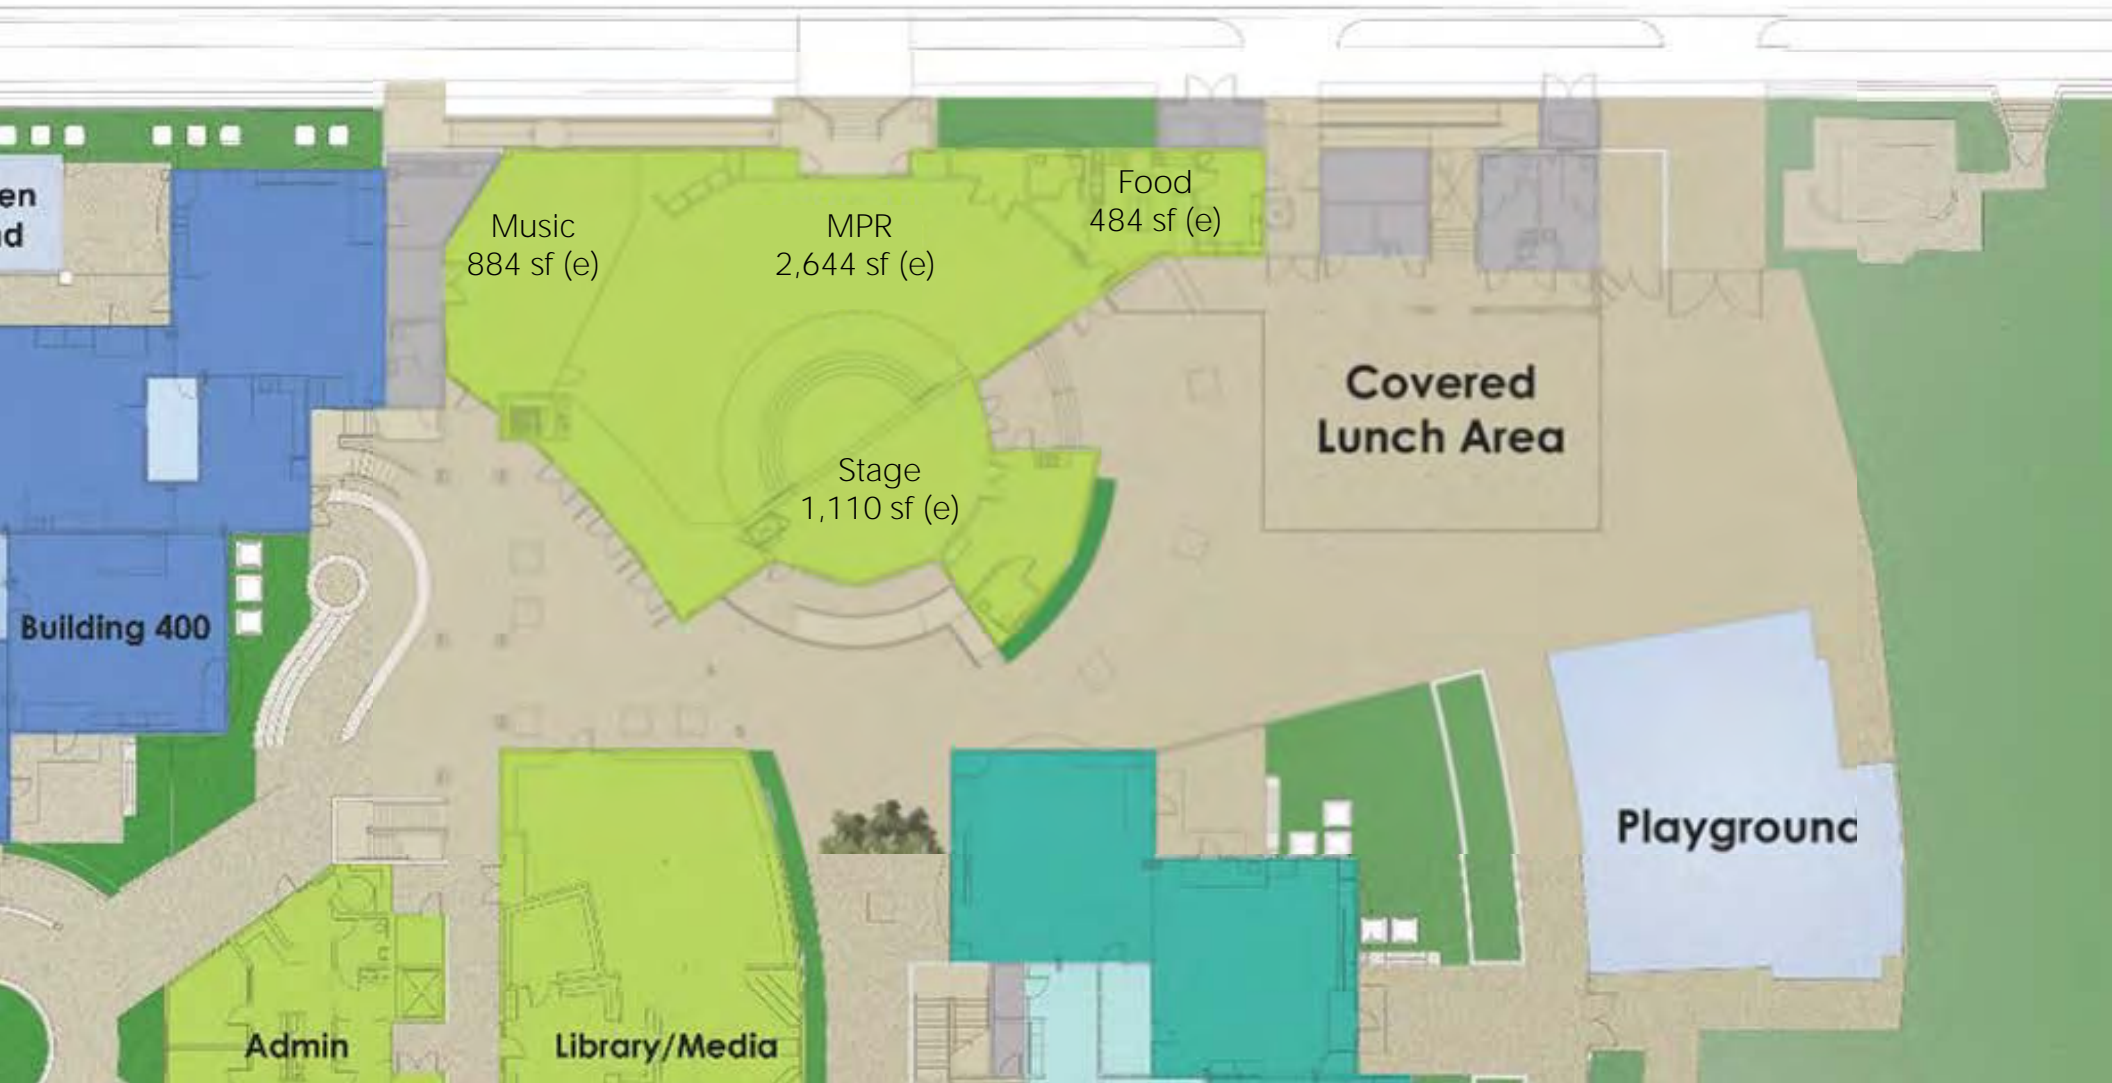 en
d
Music
884 sf (e)
MPR
2,644 sf (e)
Food
484 sf (e)
Covered
Lunch Area
Stage
1,110 sf (e)
Building 400
Playground
Admin
Library/Media